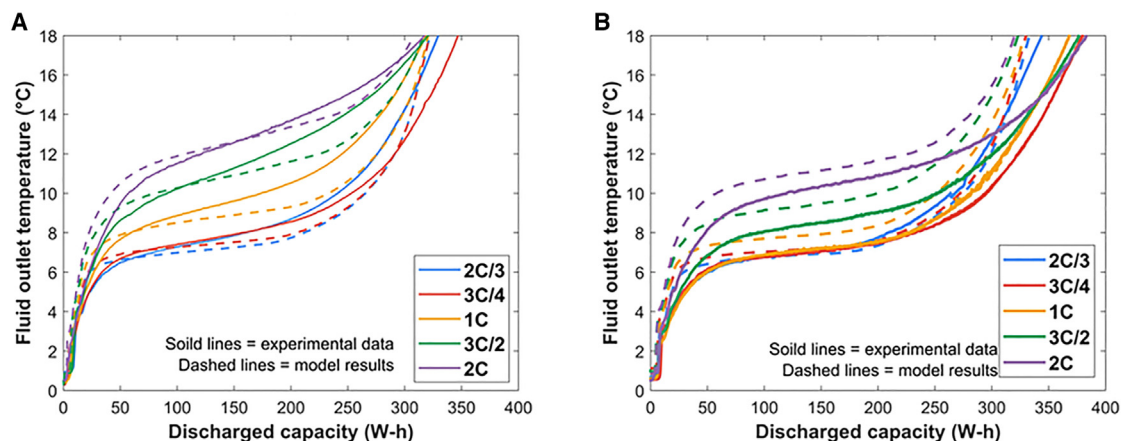 A
Fluid outlet temperature (°C)
18
16
14
12
10
8
6
4
2
0
0 50 100 150 200 250 300 350 400
Discharged capacity (W-h)
Soild lines = experimental data
Dashed lines = model results
2C/3
3C/4
1C
3C/2
2C
B
Fluid outlet temperature (°C)
18
16
14
12
10
8
6
4
2
0
0 50 100 150 200 250 300 350 400
Discharged capacity (W-h)
Soild lines = experimental data
Dashed lines = model results
2C/3
3C/4
1C
3C/2
2C